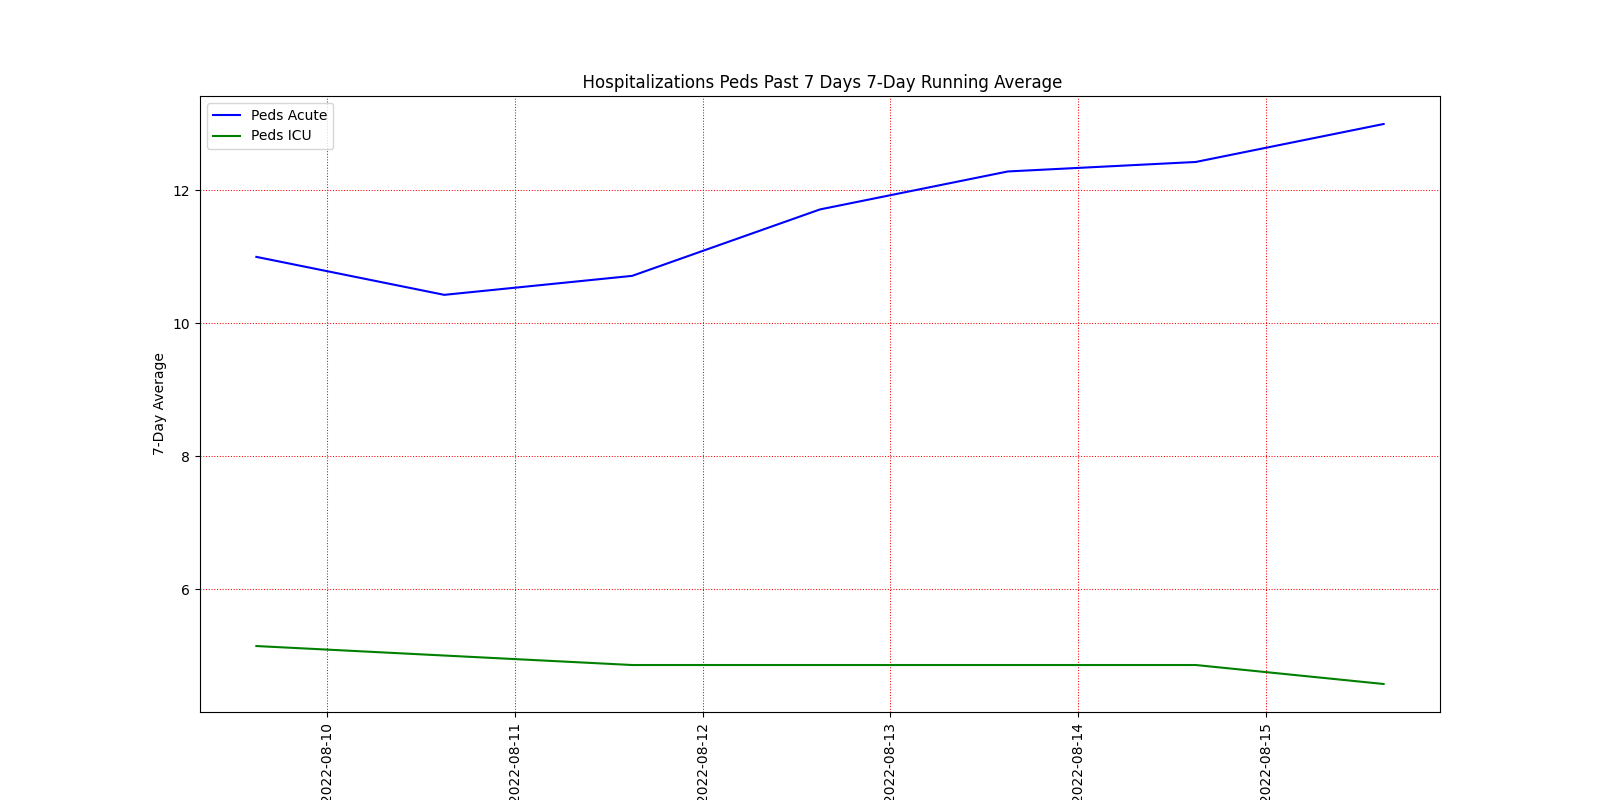 Hospitalizations Peds Past 7 Days 7-Day Running Average
Peds Acute
Peds ICU
7-Day Average
12
10
8
6
2022-08-10
2022-08-11
2022-08-12
2022-08-13
2022-08-14
2022-08-15